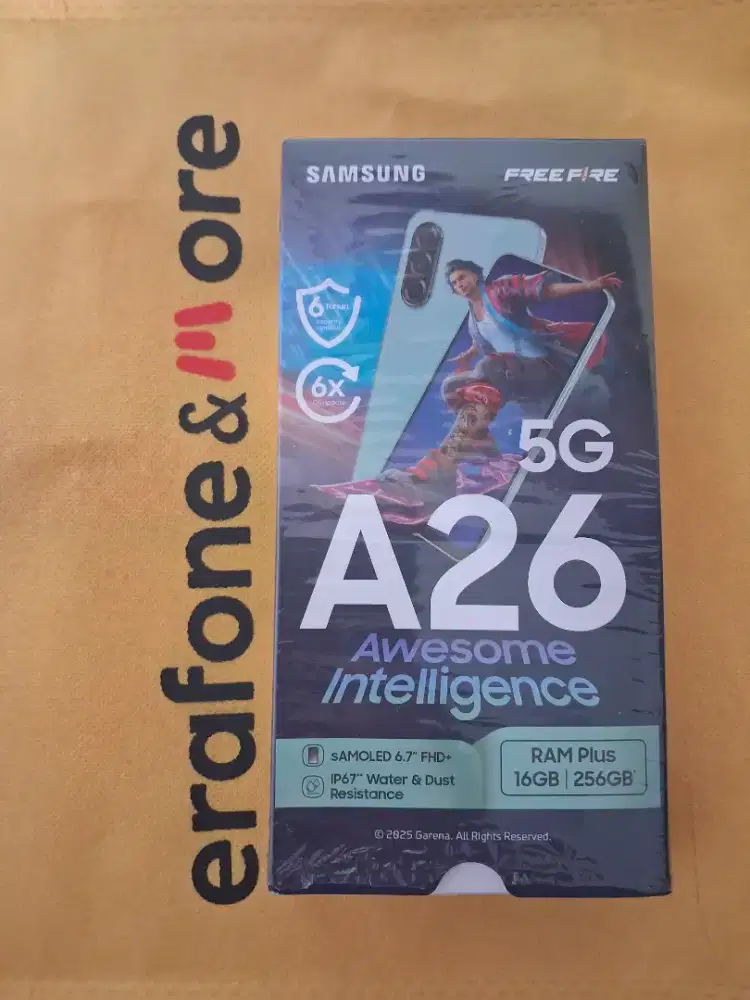 erafone&more
SAMSUNG
FREE FIRE
6
6x
5G
A26
Awesome
Intelligence
sAMOLED 6.7" FHD+
IP67** Water & Dust
Resistance
RAM Plus
16GB | 256GB*
© 2025 Garena. All Rights Reserved.